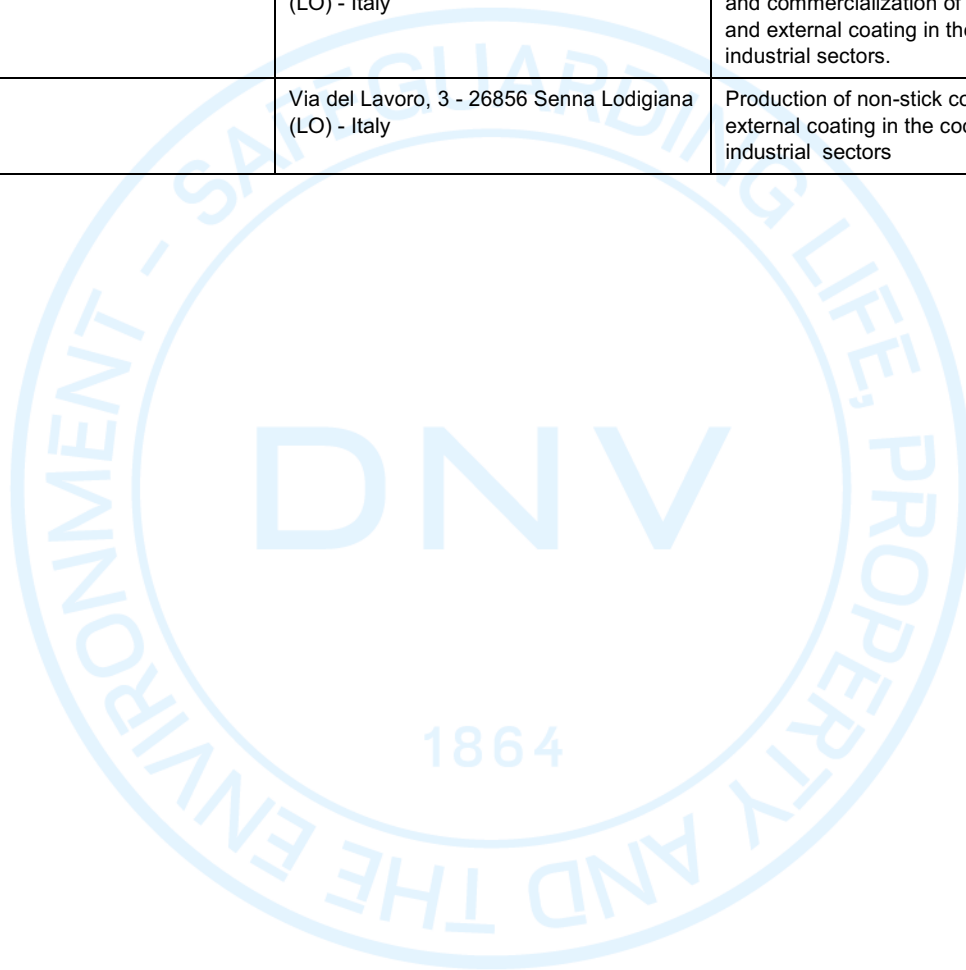 (LO) - Italy
and commercialization of
and external coating in the
industrial sectors.
Via del Lavoro, 3 - 26856 Senna Lodigiana
(LO) - Italy
Production of non-stick
external coating in the
industrial sectors
SAFEGUARDING LIFE, PROPERTY AND THE ENVIRONMENT -
DNV
1864